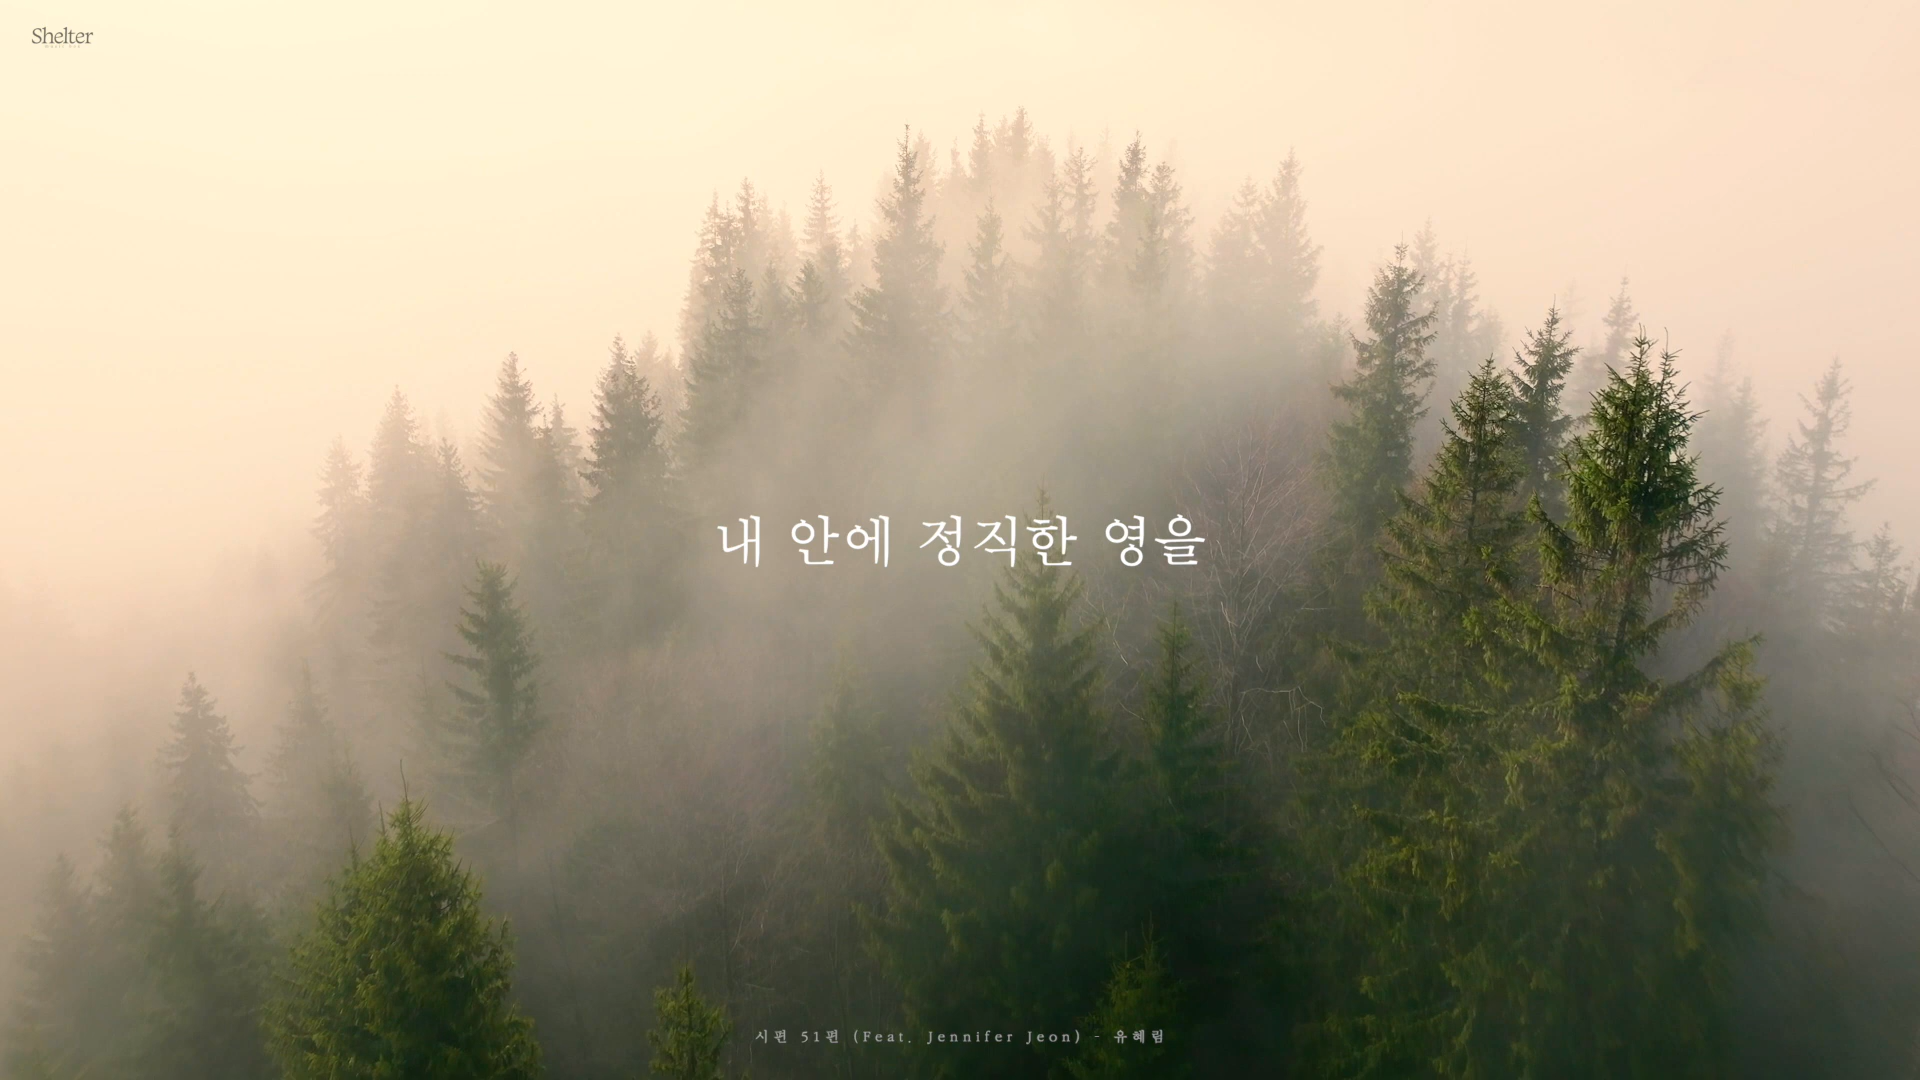 Shelter
내 안에 정직한 영을
시편 51편 (Feat. Jennifer Jeon) - 유혜림